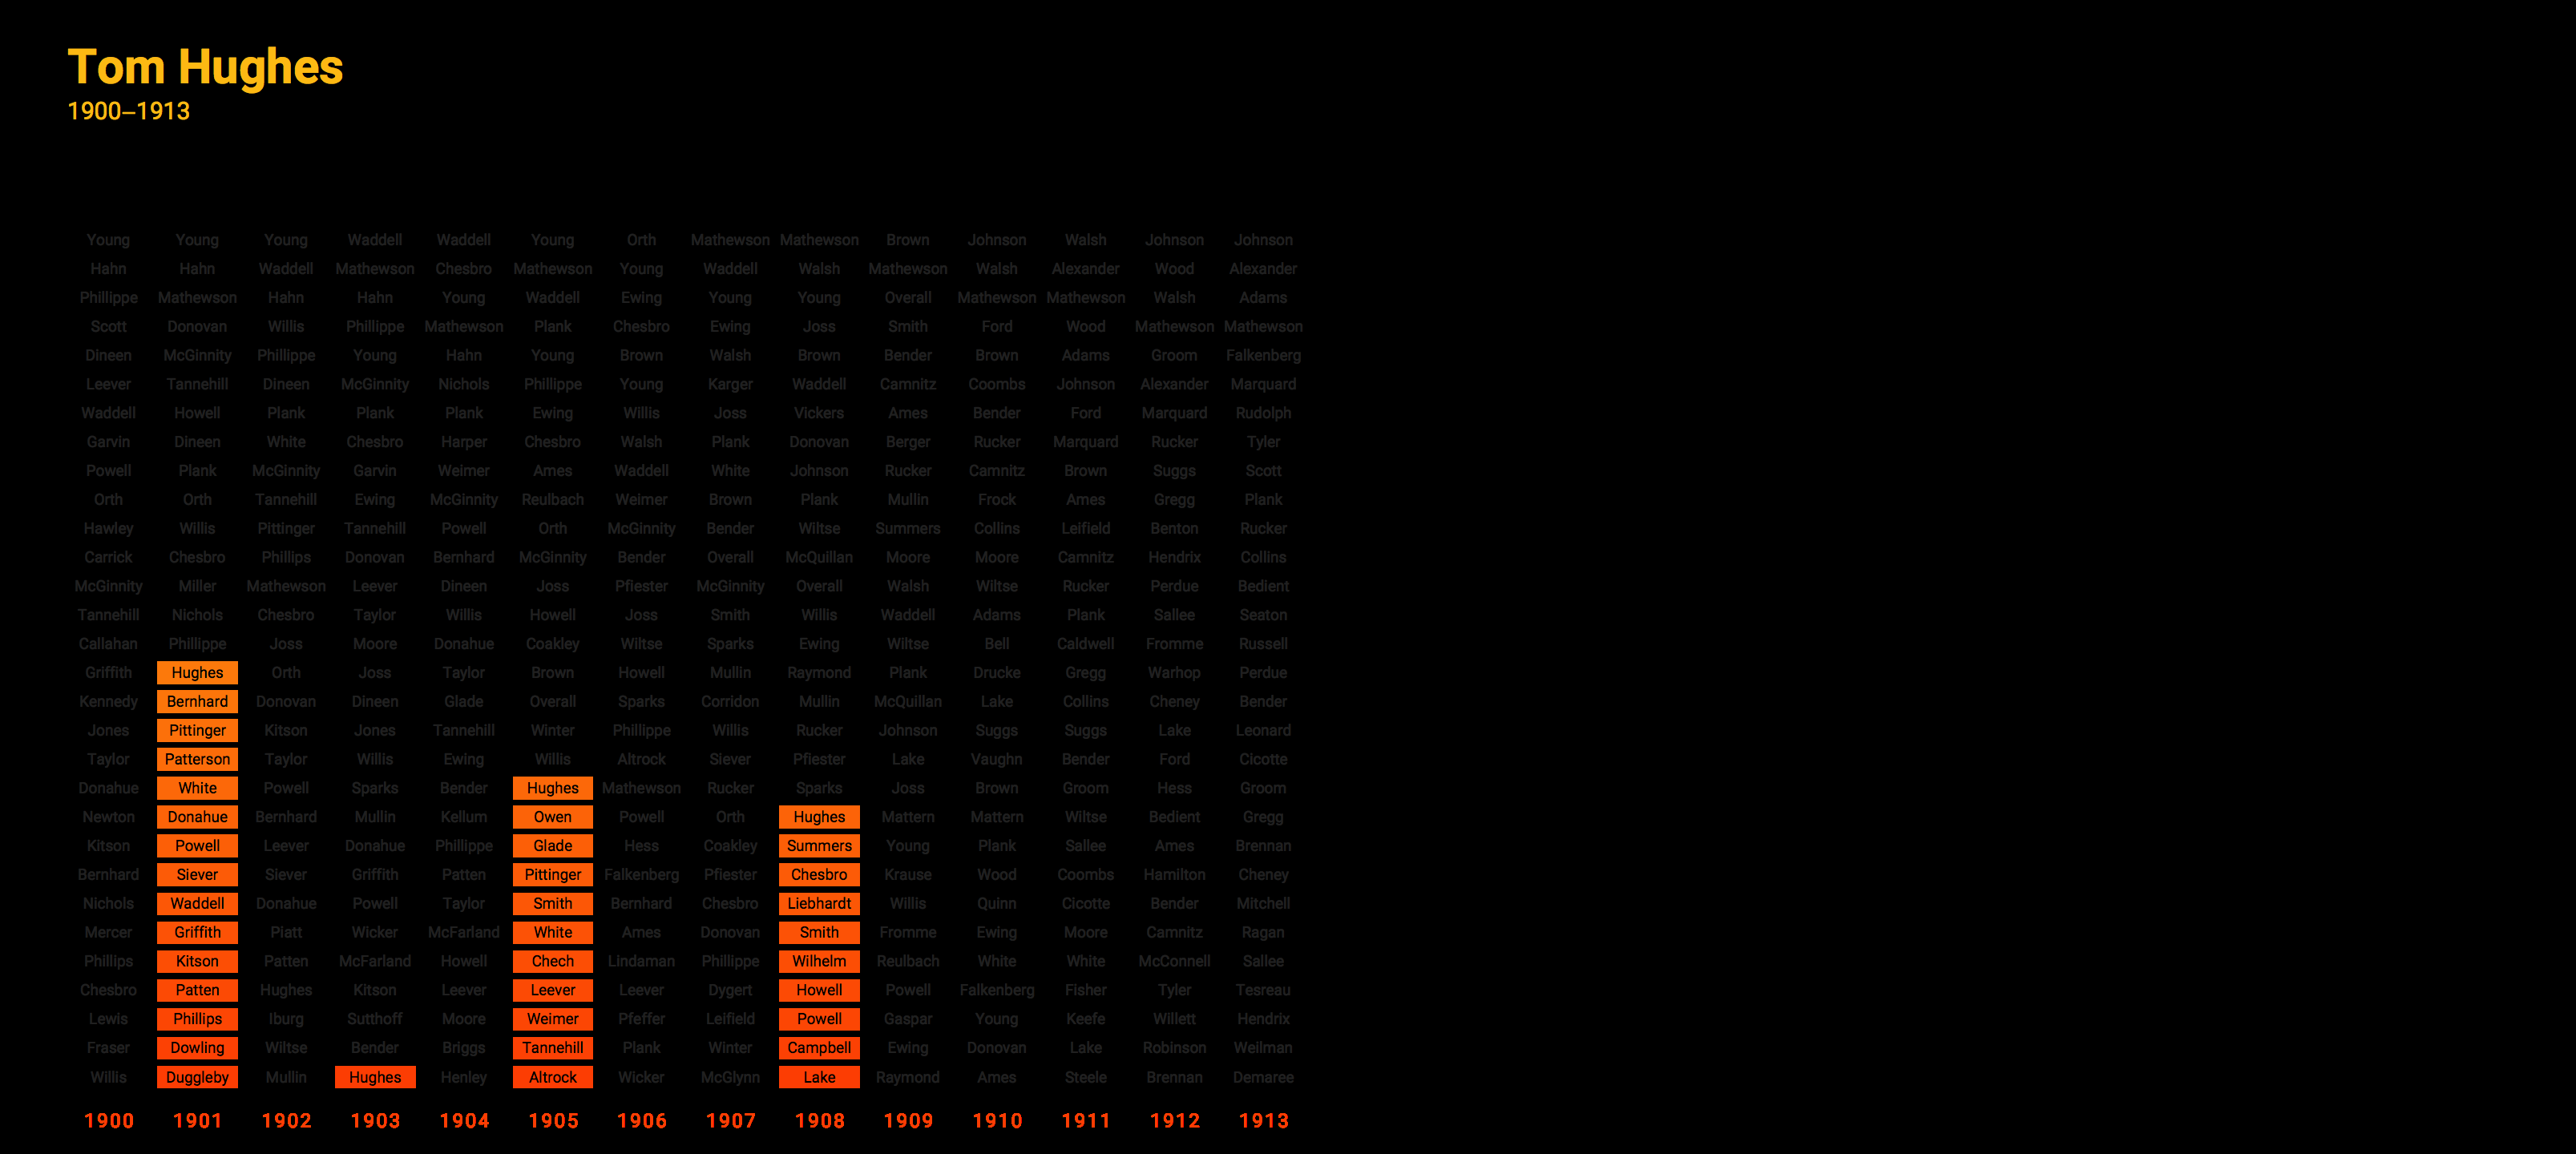 Tom Hughes
1900–1913
Young Young Young Waddell Waddell Young Orth Mathewson Mathewson Brown Johnson Walsh Johnson Johnson
Hahn Hahn Waddell Mathewson Chesbro Mathewson Young Waddell Walsh Mathewson Walsh Alexander Wood Alexander
Phillippe Mathewson Hahn Hahn Young Waddell Ewing Young Young Overall Mathewson Mathewson Walsh Adams
Scott Donovan Willis Phillippe Mathewson Plank Chesbro Ewing Joss Smith Ford Wood Mathewson Mathewson
Dineen McGinnity Phillippe Young Hahn Young Brown Walsh Brown Bender Brown Adams Groom Falkenberg
Leever Tannehill Dineen McGinnity Nichols Phillippe Young Karger Waddell Camnitz Coombs Johnson Alexander Marquard
Waddell Howell Plank Plank Plank Ewing Willis Joss Vickers Ames Bender Ford Marquard Rudolph
Garvin Dineen White Chesbro Harper Chesbro Walsh Plank Donovan Berger Rucker Marquard Rucker Tyler
Powell Plank McGinnity Garvin Weimer Ames Waddell White Johnson Rucker Camnitz Brown Suggs Scott
Orth Orth Tannehill Ewing McGinnity Reulbach Weimer Brown Plank Mullin Frock Ames Gregg Plank
Hawley Willis Pittinger Tannehill Powell Orth McGinnity Bender Wiltse Summers Collins Leifield Benton Rucker
Carrick Chesbro Phillips Donovan Bernhard McGinnity Bender Overall McQuillan Moore Moore Camnitz Hendrix Collins
McGinnity Miller Mathewson Leever Dineen Joss Pfiester McGinnity Overall Walsh Wiltse Rucker Perdue Bedient
Tannehill Nichols Chesbro Taylor Willis Howell Joss Smith Willis Waddell Adams Plank Sallee Seaton
Callahan Phillippe Joss Moore Donahue Coakley Wiltse Sparks Ewing Wiltse Bell Caldwell Fromme Russell
Griffith Hughes Orth Joss Taylor Brown Howell Mullin Raymond Plank Drucke Gregg Warhop Perdue
Kennedy Bernhard Donovan Dineen Glade Overall Sparks Corridon Mullin McQuillan Lake Collins Cheney Bender
Jones Pittinger Kitson Jones Tannehill Winter Phillippe Willis Rucker Johnson Suggs Suggs Lake Leonard
Taylor Patterson Taylor Willis Ewing Willis Altrock Siever Pfiester Lake Vaughn Bender Ford Cicotte
Donahue White Powell Sparks Bender Hughes Mathewson Rucker Sparks Joss Brown Groom Hess Groom
Newton Donahue Bernhard Mullin Kellum Owen Powell Orth Hughes Mattern Mattern Wiltse Bedient Gregg
Kitson Powell Leever Donahue Phillippe Glade Hess Coakley Summers Young Plank Sallee Ames Brennan
Bernhard Siever Siever Griffith Patten Pittinger Falkenberg Pfiester Chesbro Krause Wood Coombs Hamilton Cheney
Nichols Waddell Donahue Powell Taylor Smith Bernhard Chesbro Liebhardt Willis Quinn Cicotte Bender Mitchell
Mercer Griffith Piatt Wicker McFarland White Ames Donovan Smith Fromme Ewing Moore Camnitz Ragan
Phillips Kitson Patten McFarland Howell Chech Lindaman Phillippe Wilhelm Reulbach White White McConnell Sallee
Chesbro Patten Hughes Kitson Leever Leever Leever Dygert Howell Powell Falkenberg Fisher Tyler Tesreau
Lewis Phillips Iburg Sutthoff Moore Weimer Pfeffer Leifield Powell Gaspar Young Keefe Willett Hendrix
Fraser Dowling Wiltse Bender Briggs Tannehill Plank Winter Campbell Ewing Donovan Lake Robinson Weilman
Willis Duggleby Mullin Hughes Henley Altrock Wicker McGlynn Lake Raymond Ames Steele Brennan Demaree
1900 1901 1902 1903 1904 1905 1906 1907 1908 1909 1910 1911 1912 1913